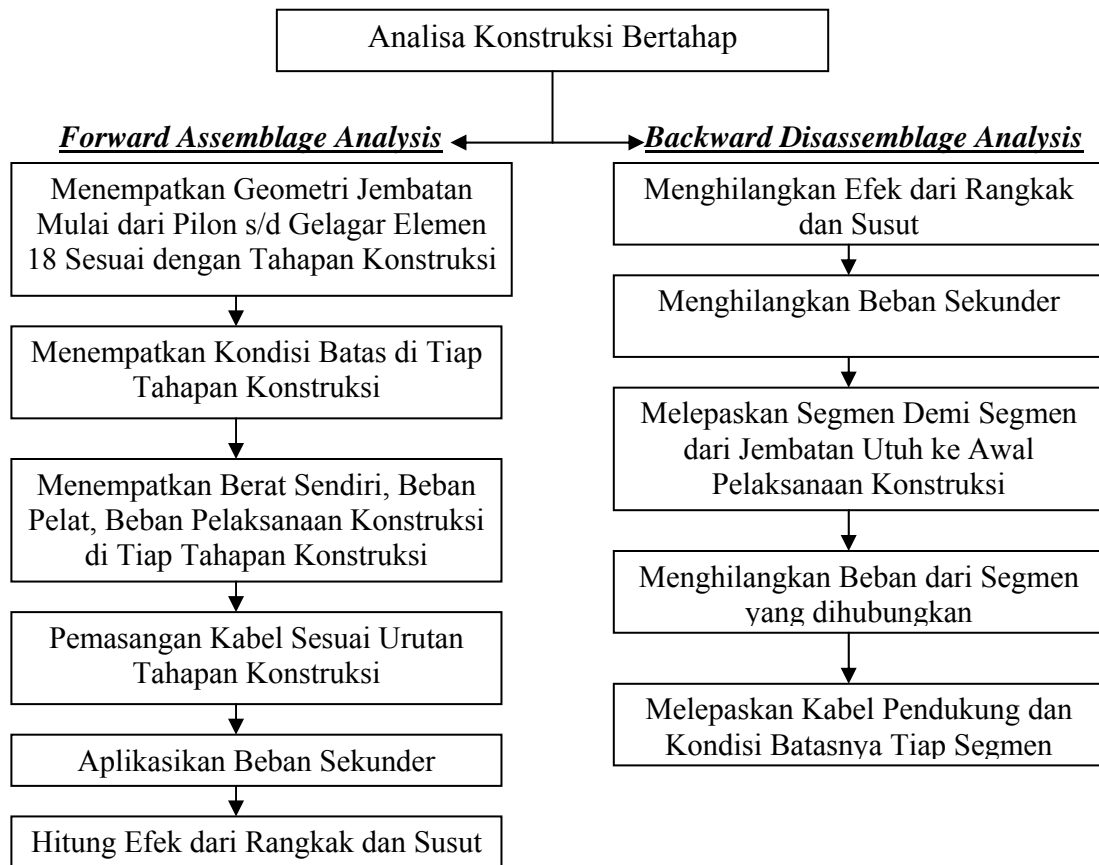 Analisa Konstruksi Bertahap
Forward Assemblage Analysis
Menempatkan Geometri Jembatan
Mulai dari Pilon s/d Gelagar Elemen
18 Sesuai dengan Tahapan Konstruksi
Menempatkan Kondisi Batas di Tiap
Tahapan Konstruksi
Menempatkan Berat Sendiri, Beban
Pelat, Beban Pelaksanaan Konstruksi
di Tiap Tahapan Konstruksi
Pemasangan Kabel Sesuai Urutan
Tahapan Konstruksi
Aplikasikan Beban Sekunder
Hitung Efek dari Rangkak dan Susut
Backward Disassemblage Analysis
Menghilangkan Efek dari Rangkak
dan Susut
Menghilangkan Beban Sekunder
Melepaskan Segmen Demi Segmen
dari Jembatan Utuh ke Awal
Pelaksanaan Konstruksi
Menghilangkan Beban dari Segmen
yang dihubungkan
Melepaskan Kabel Pendukung dan
Kondisi Batasnya Tiap Segmen